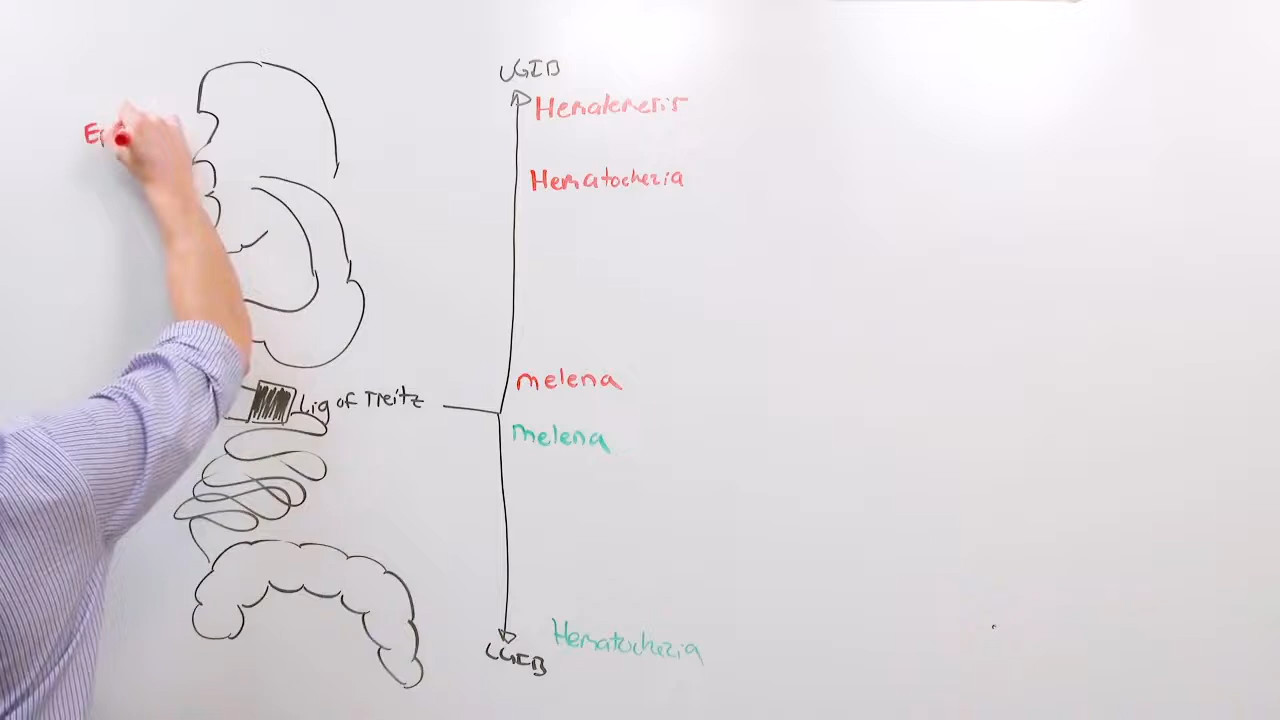 UGIB
Hematemesis
Hematochezia
melena
Lig of Treitz
melena
Hematochezia
LGIB